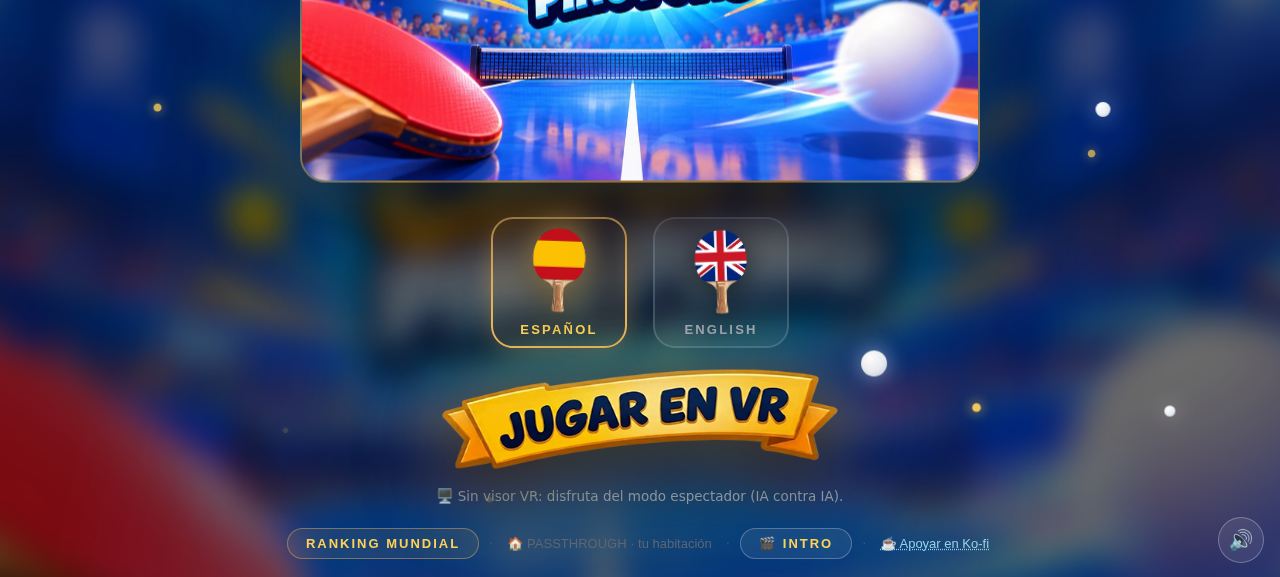 ESPAÑOL
ENGLISH
JUGAR EN VR
Sin visor VR: disfruta del modo espectador (IA contra IA).
RANKING MUNDIAL · PASSTHROUGH · tu habitación · INTRO · Apoyar en Ko-fi